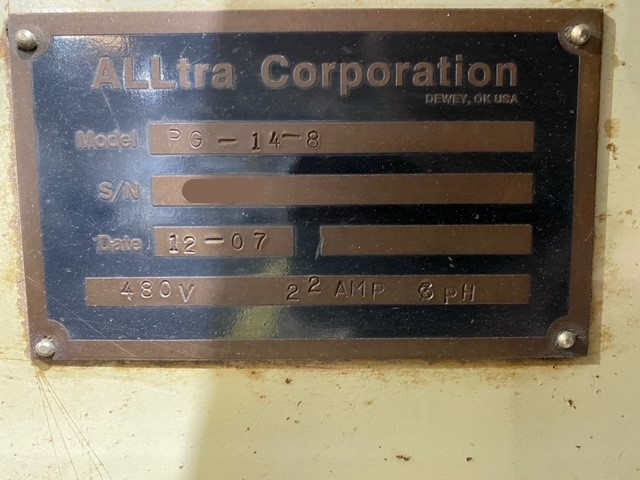 ALLtra Corporation
DEWEY, OK USA
Model PG-14-8
S/N
Date 12-07
480V 22 AMP 3 PH